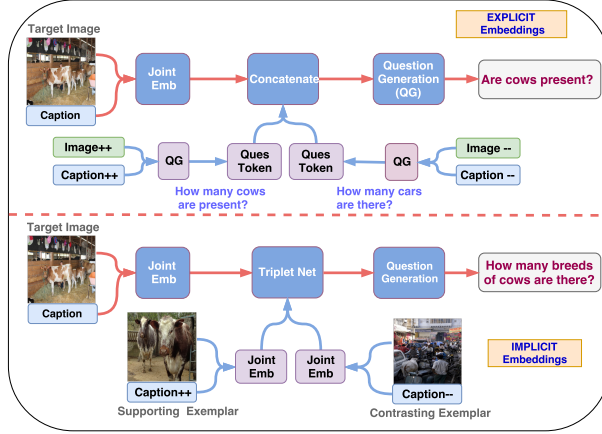 EXPLICIT
Embeddings
Target Image
Caption
Joint
Emb
Concatenate
Question
Generation
(QG)
Are cows present?
Image++
Caption++
QG
Ques
Token
Ques
Token
QG
Image --
Caption --
How many cows
are present?
How many cars
are there?
Target Image
Caption
Joint
Emb
Triplet Net
Question
Generation
How many breeds
of cows are there?
Joint
Emb
Joint
Emb
IMPLICIT
Embeddings
Caption++
Caption--
Supporting Exemplar
Contrasting Exemplar